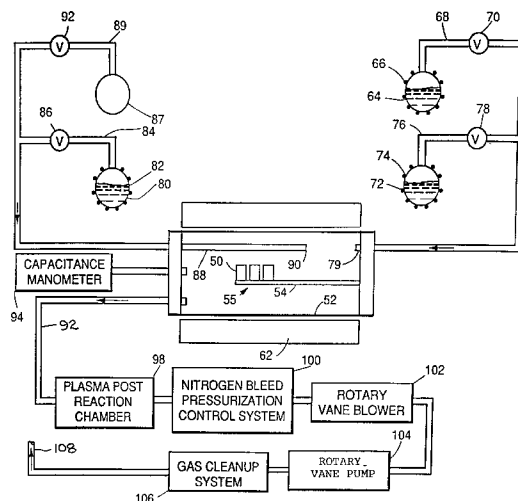 92
89
V
86
84
V
87
82
80
68
70
66
V
64
76
78
74
V
72
50
90
79
88
55
54
52
CAPACITANCE
MANOMETER
94
92
62
98
100
102
PLASMA POST
REACTION
CHAMBER
NITROGEN BLEED
PRESSURIZATION
CONTROL SYSTEM
ROTARY
VANE BLOWER
108
104
GAS CLEANUP
SYSTEM
ROTARY
VANE PUMP
106